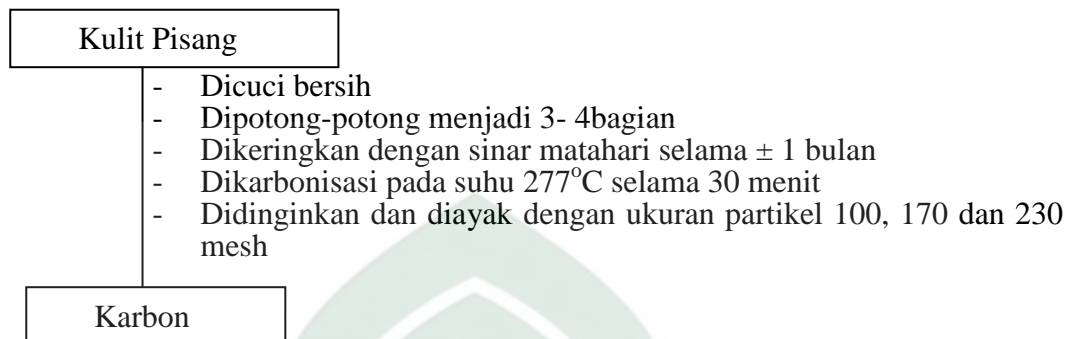 Kulit Pisang
- Dicuci bersih
- Dipotong-potong menjadi 3- 4bagian
- Dikeringkan dengan sinar matahari selama ± 1 bulan
- Dikarbonisasi pada suhu 277°C selama 30 menit
- Didinginkan dan diayak dengan ukuran partikel 100, 170 dan 230
mesh
Karbon